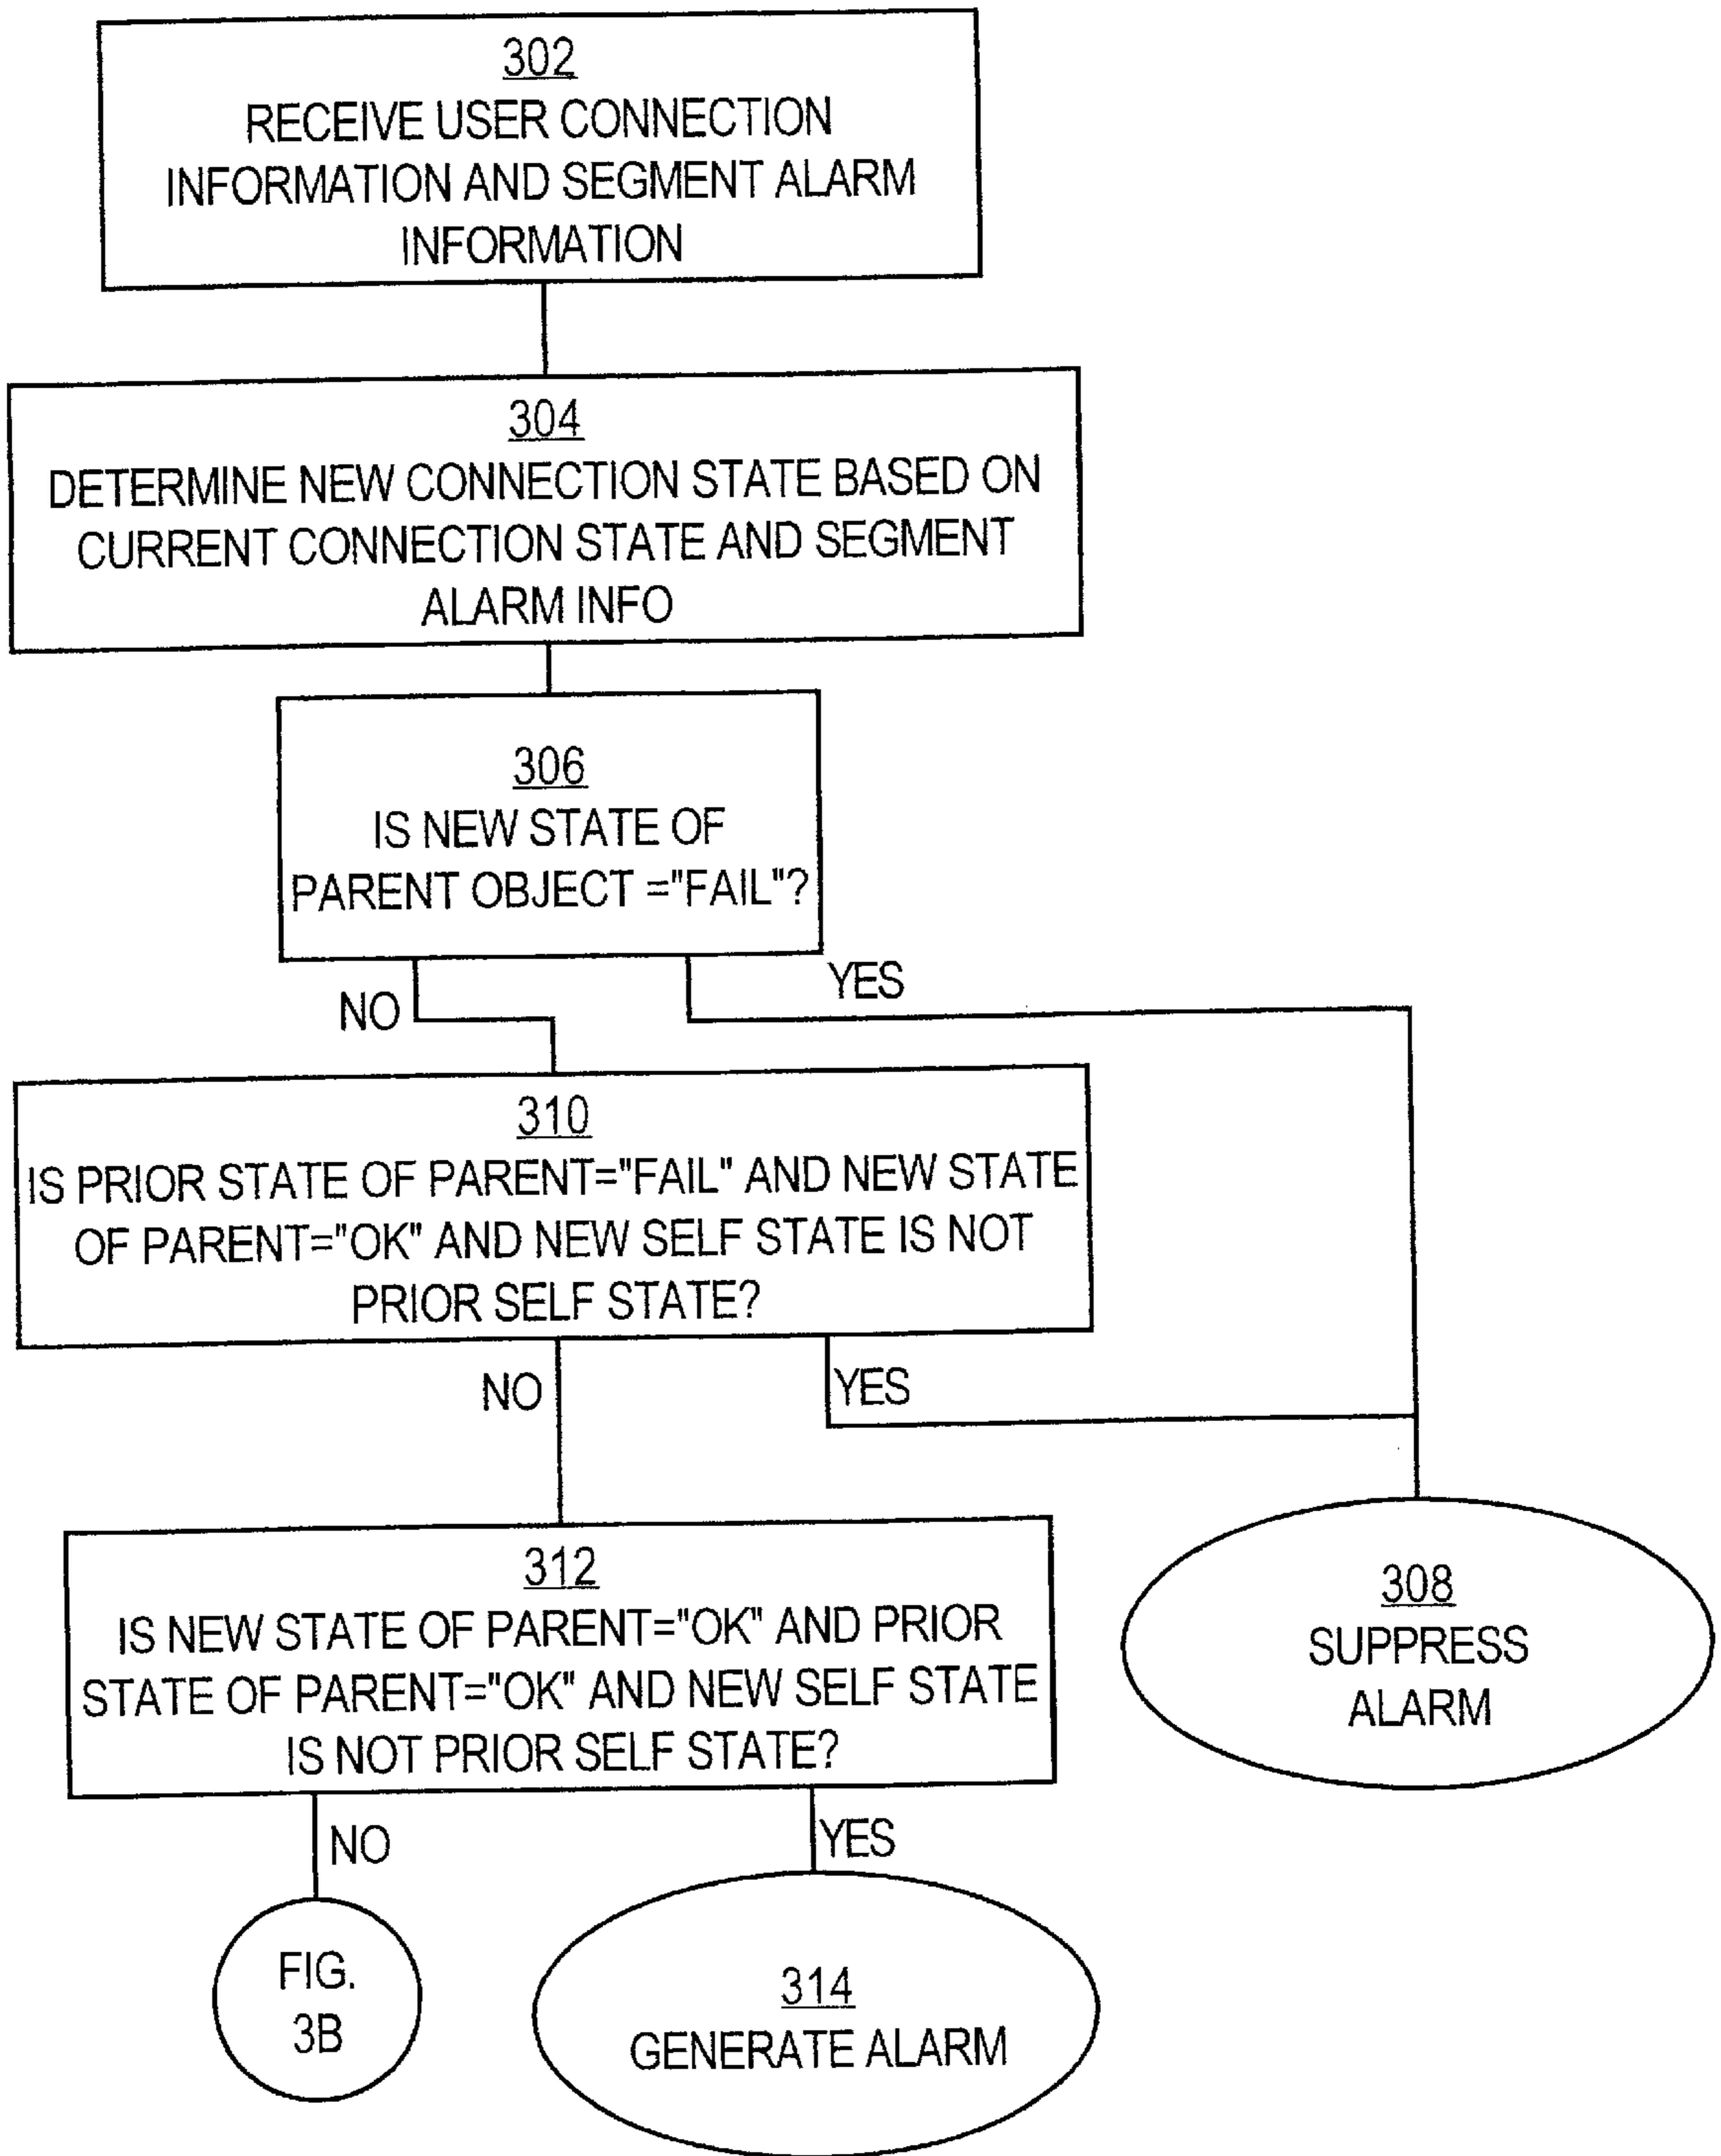 302
RECEIVE USER CONNECTION
INFORMATION AND SEGMENT ALARM
INFORMATION
304
DETERMINE NEW CONNECTION STATE BASED ON
CURRENT CONNECTION STATE AND SEGMENT
ALARM INFO
306
IS NEW STATE OF
PARENT OBJECT ="FAIL"?
NO
YES
310
IS PRIOR STATE OF PARENT="FAIL" AND NEW STATE
OF PARENT="OK" AND NEW SELF STATE IS NOT
PRIOR SELF STATE?
NO
YES
312
IS NEW STATE OF PARENT="OK" AND PRIOR
STATE OF PARENT="OK" AND NEW SELF STATE
IS NOT PRIOR SELF STATE?
308
SUPPRESS
ALARM
NO
YES
FIG.
3B
314
GENERATE ALARM